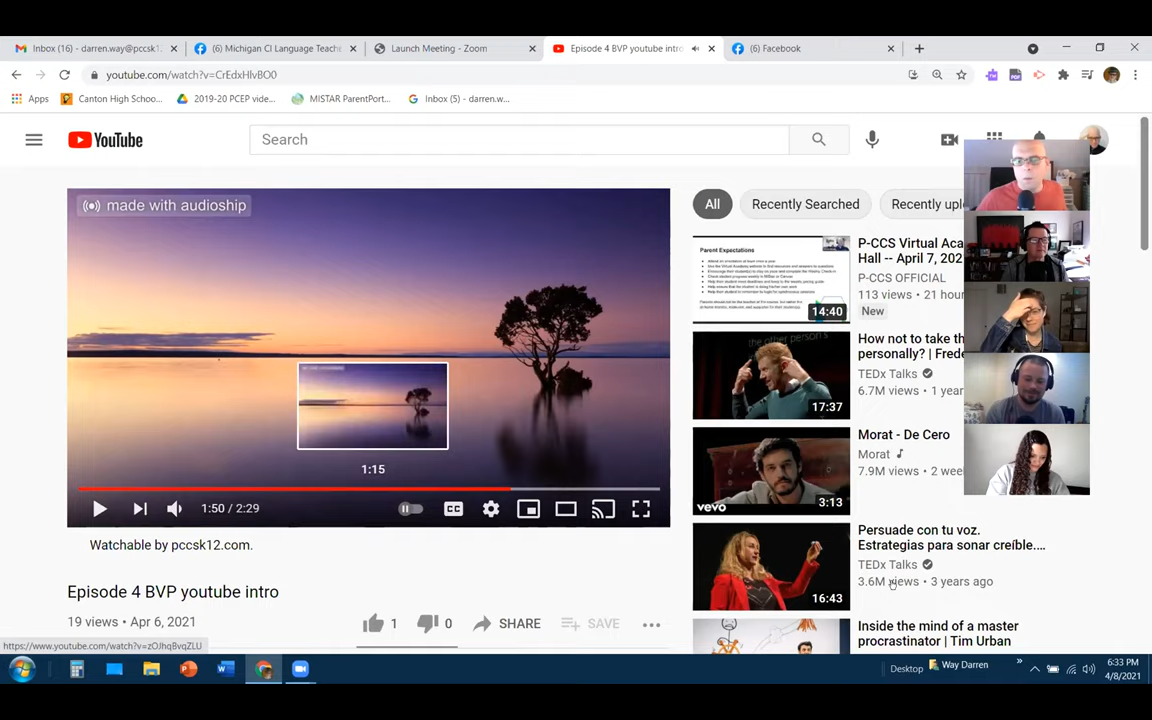 Inbox (16) - darren.way@pccsk1
(6) Michigan CI Language Teache
Launch Meeting - Zoom
Episode 4 BVP youtube intro
(6) Facebook
youtube.com/watch?v=CrEdxHlvBO0
Apps
Canton High Schoo...
2019-20 PCEP vide...
MISTAR ParentPort...
Inbox (5) - darren.w...
YouTube
Search
made with audioship
1:15
1:50 / 2:29
CC
Watchable by pccsk12.com.
Episode 4 BVP youtube intro
19 views • Apr 6, 2021
1
0
SHARE
SAVE
https://www.youtube.com/watch?v=zOJhqBvqZLU
All
Recently Searched
Recently uplo
Parent Expectations
14:40
P-CCS Virtual Aca
Hall -- April 7, 202
P-CCS OFFICIAL
113 views • 21 hour
New
the other person's
17:37
How not to take th
personally? | Frede
TEDx Talks
6.7M views • 1 year
vevo
3:13
Morat - De Cero
Morat
7.9M views • 2 wee
16:43
Persuade con tu voz.
Estrategias para sonar creíble....
TEDx Talks
3.6M views • 3 years ago
Inside the mind of a master
procrastinator | Tim Urban
Desktop
Way Darren
6:33 PM
4/8/2021